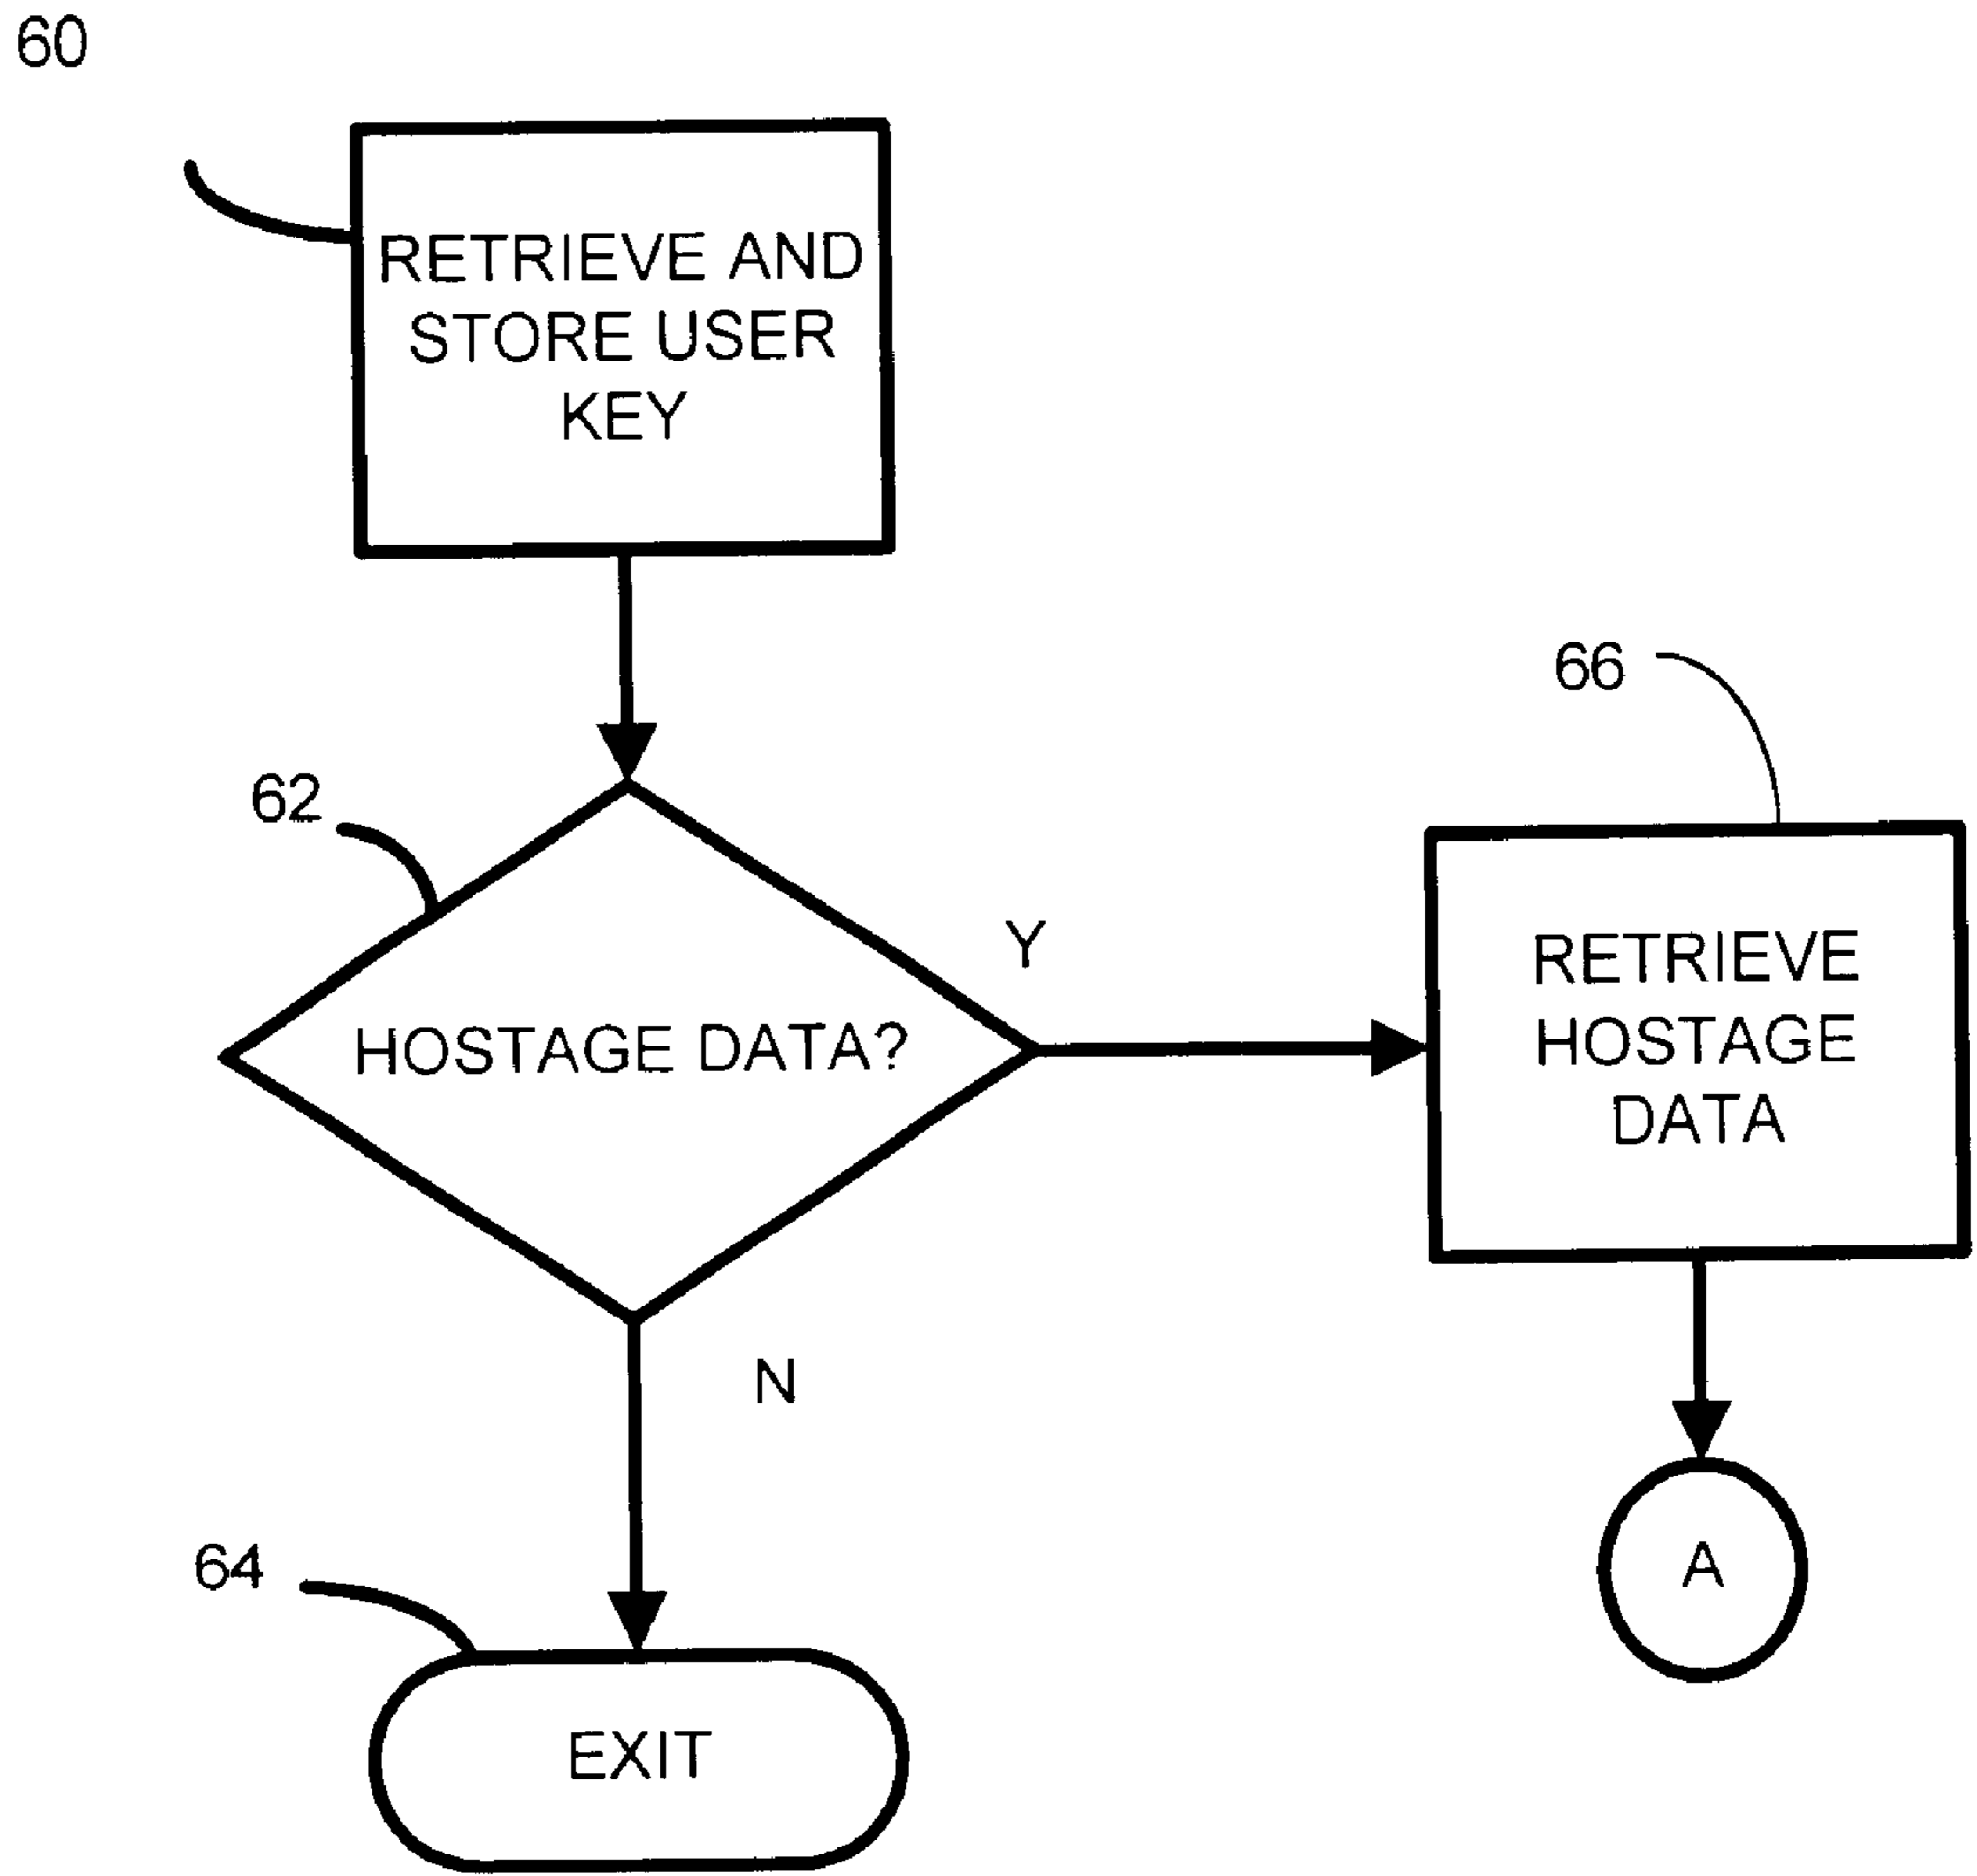 60
RETRIEVE AND
STORE USER
KEY
66
62
Y
HOSTAGE DATA?
RETRIEVE
HOSTAGE
DATA
N
64
A
EXIT